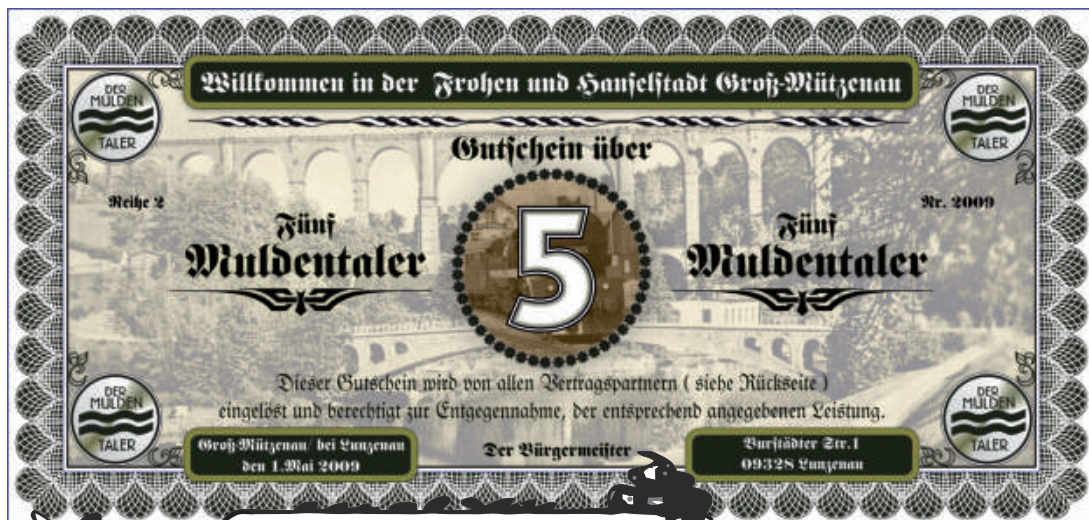 Willkommen in der Frohen und Hanselstadt Groß-Mützenau
DER
MULDEN
TALER
DER
MULDEN
TALER
Gutschein über
Reihe 2
Nr. 2009
Fünf
Muldentaler
5
Fünf
Muldentaler
Dieser Gutschein wird von allen Vertragspartnern ( siehe Rückseite )
eingelöst und berechtigt zur Entgegennahme, der entsprechend angegebenen Leistung.
DER
MULDEN
TALER
Groß-Mützenau/ bei Lunzenau
den 1.Mai 2009
Der Bürgermeister
Burstädter Str.1
09328 Lunzenau
DER
MULDEN
TALER